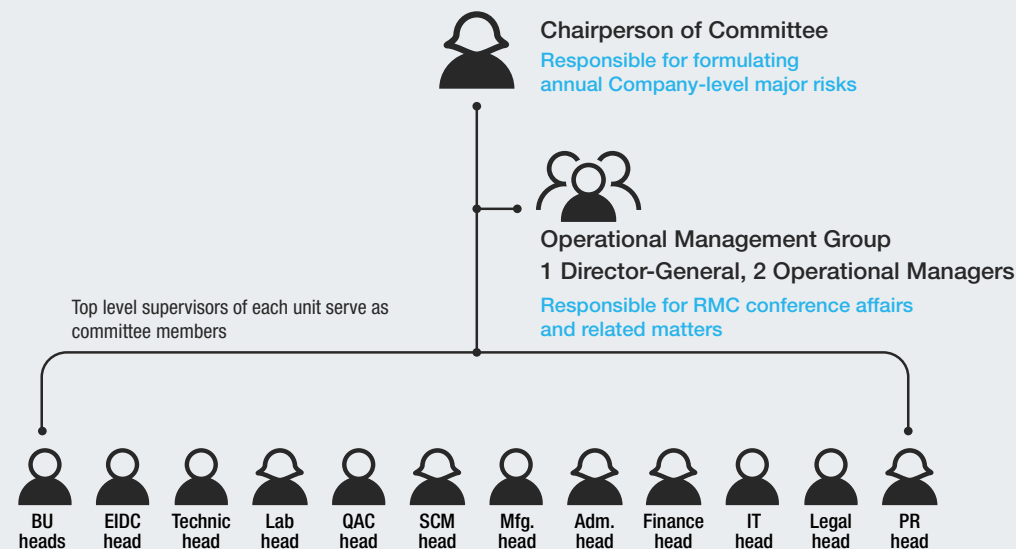 Chairperson of Committee
Responsible for formulating
annual Company-level major risks
Operational Management Group
1 Director-General, 2 Operational Managers
Responsible for RMC conference affairs
and related matters
Top level supervisors of each unit serve as
committee members
BU
heads
EIDC
head
Technic
head
Lab
head
QAC
head
SCM
head
Mfg.
head
Adm.
head
Finance
head
IT
head
Legal
head
PR
head